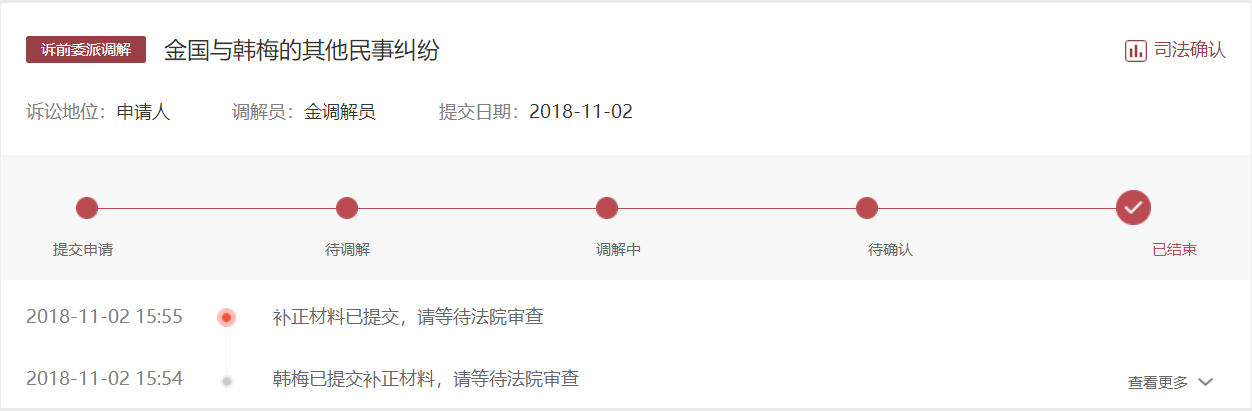 诉前委派调解 金国与韩梅的其他民事纠纷 司法确认
诉讼地位：申请人 调解员：金调解员 提交日期：2018-11-02
提交申请 待调解 调解中 待确认 已结束
2018-11-02 15:55 补正材料已提交，请等待法院审查
2018-11-02 15:54 韩梅已提交补正材料，请等待法院审查 查看更多